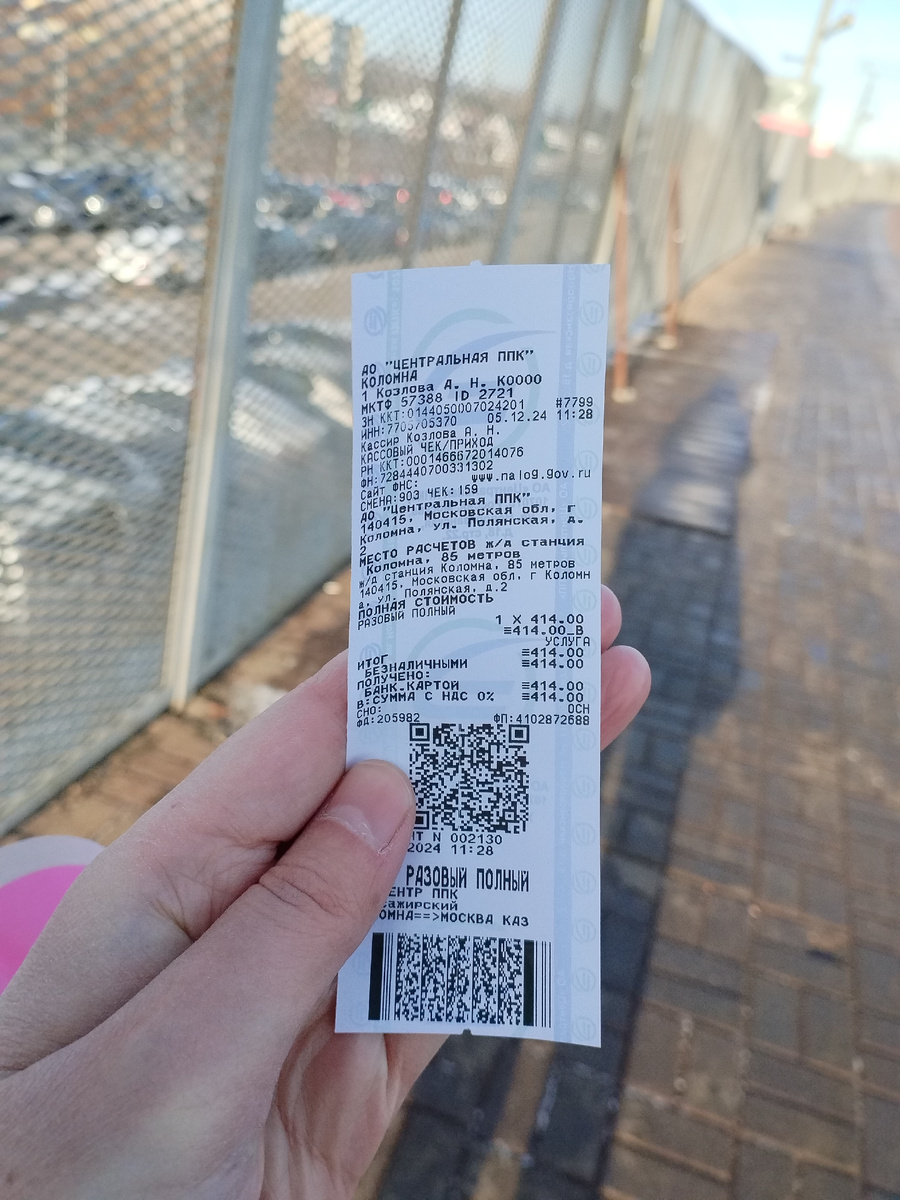 АО "ЦЕНТРАЛЬНАЯ ППК"
КОЛОМНА
1 Козлова А. Н. К0000
МКТФ 57388 ID 2721
ЗН ККТ:0144050007024201 #7799
ИНН:7705705370 05.12.24 11:28
Кассир Козлова А. Н.
КАССОВЫЙ ЧЕК/ПРИХОД
РН ККТ:0001466672014076
ФН:7284440700331302
Сайт ФНС: www.nalog.gov.ru
СМЕНА:903 ЧЕК:159
АО "Центральная ППК"
140415, Московская обл, г
Коломна, ул. Полянская, д.
2
МЕСТО РАСЧЕТОВ ж/д станция
Коломна, 85 метров
ж/д станция Коломна, 85 метров
140415, Московская обл, г Коломн
а, ул. Полянская, д.2
ПОЛНАЯ СТОИМОСТЬ
РАЗОВЫЙ ПОЛНЫЙ
1 X 414.00
≡414.00_В
УСЛУГА
ИТОГ ≡414.00
БЕЗНАЛИЧНЫМИ ≡414.00
ПОЛУЧЕНО:
БАНК.КАРТОЙ ≡414.00
В:СУММА С НДС 0% ≡414.00
СНО: ОСН
ФД:205982 ФП:4102872688
Т N 002130
2024 11:28
РАЗОВЫЙ ПОЛНЫЙ
ЕНТР ППК
сажирский
ОМНА==>МОСКВА КАЗ